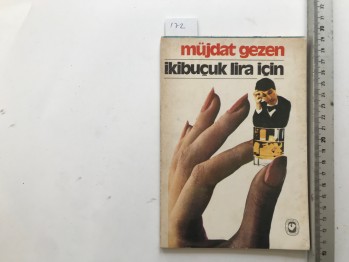 172
müjdat gezen
ikibuçuk lira için